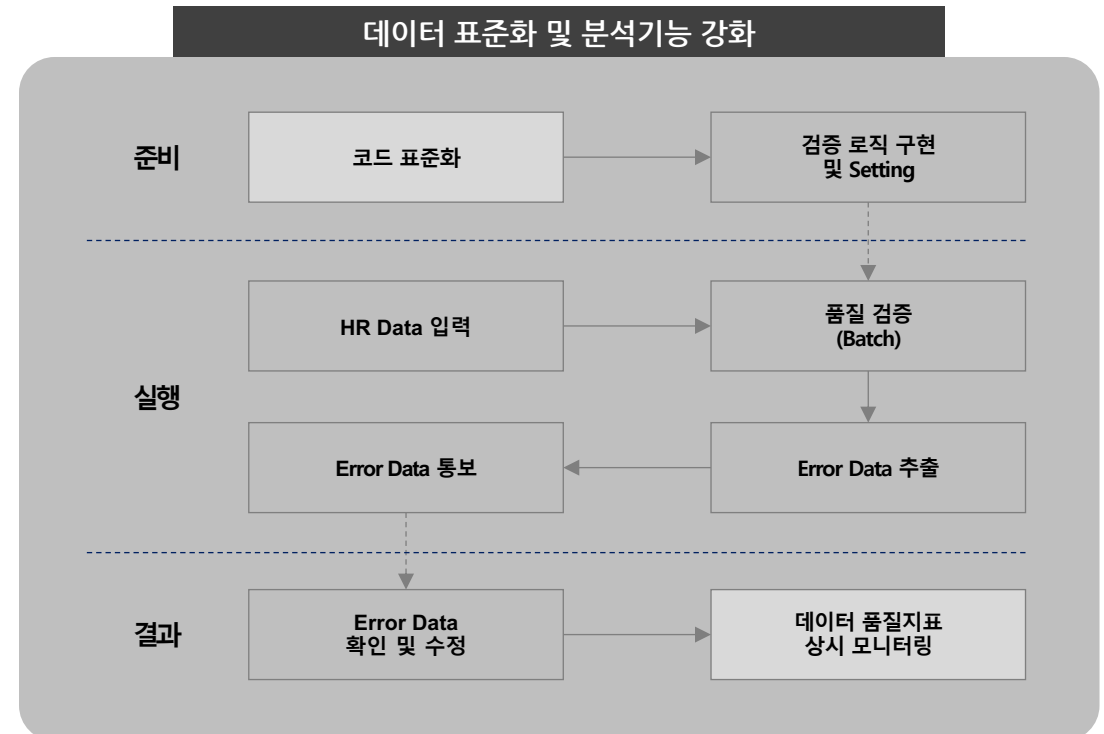 데이터 표준화 및 분석기능 강화
준비
코드 표준화
검증 로직 구현
및 Setting
실행
HR Data 입력
품질 검증
(Batch)
Error Data 통보
Error Data 추출
결과
Error Data
확인 및 수정
데이터 품질지표
상시 모니터링